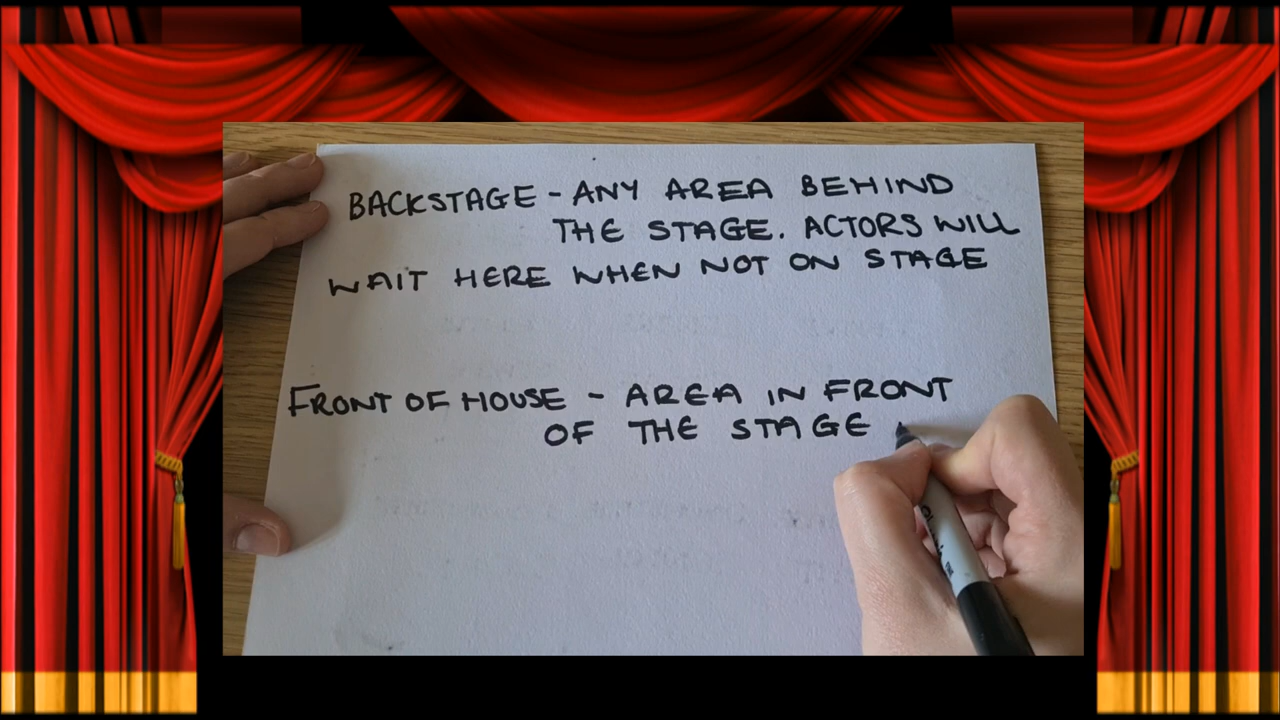 BACKSTAGE - ANY AREA BEHIND
THE STAGE. ACTORS WILL
WAIT HERE WHEN NOT ON STAGE
FRONT OF HOUSE - AREA IN FRONT
OF THE STAGE